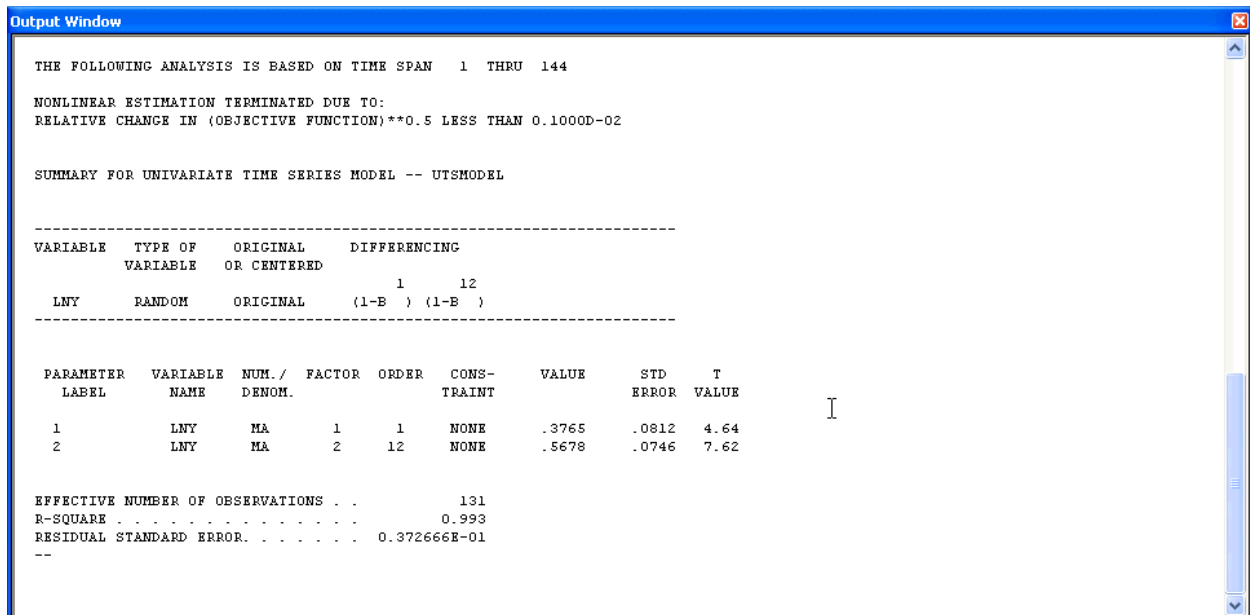 Output Window
THE FOLLOWING ANALYSIS IS BASED ON TIME SPAN 1 THRU 144
NONLINEAR ESTIMATION TERMINATED DUE TO:
RELATIVE CHANGE IN (OBJECTIVE FUNCTION)**0.5 LESS THAN 0.1000D-02
SUMMARY FOR UNIVARIATE TIME SERIES MODEL -- UTSMODEL
-----------------------------------------------------------------------
VARIABLE TYPE OF ORIGINAL DIFFERENCING
VARIABLE OR CENTERED
1 12
LNY RANDOM ORIGINAL (1-B ) (1-B )
-----------------------------------------------------------------------
PARAMETER VARIABLE NUM./ FACTOR ORDER CONS- VALUE STD T
LABEL NAME DENOM. TRAINT ERROR VALUE
1 LNY MA 1 1 NONE .3765 .0812 4.64
2 LNY MA 2 12 NONE .5678 .0746 7.62
EFFECTIVE NUMBER OF OBSERVATIONS . . 131
R-SQUARE . . . . . . . . . . . . . . 0.993
RESIDUAL STANDARD ERROR. . . . . . . 0.372666E-01
--